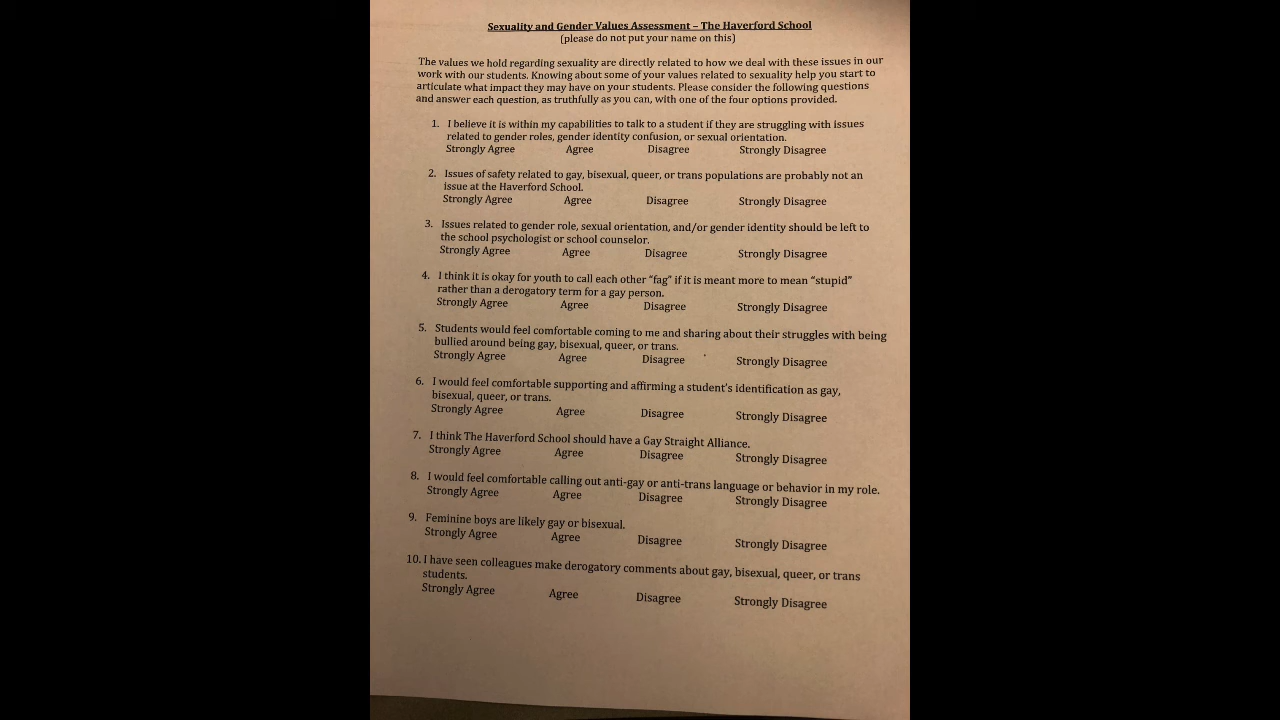 Sexuality and Gender Values Assessment – The Haverford School
(please do not put your name on this)
The values we hold regarding sexuality are directly related to how we deal with these issues in our
work with our students. Knowing about some of your values related to sexuality help you start to
articulate what impact they may have on your students. Please consider the following questions
and answer each question, as truthfully as you can, with one of the four options provided.
1. I believe it is within my capabilities to talk to a student if they are struggling with issues
related to gender roles, gender identity confusion, or sexual orientation.
Strongly Agree Agree Disagree Strongly Disagree
2. Issues of safety related to gay, bisexual, queer, or trans populations are probably not an
issue at the Haverford School.
Strongly Agree Agree Disagree Strongly Disagree
3. Issues related to gender role, sexual orientation, and/or gender identity should be left to
the school psychologist or school counselor.
Strongly Agree Agree Disagree Strongly Disagree
4. I think it is okay for youth to call each other “fag” if it is meant more to mean “stupid”
rather than a derogatory term for a gay person.
Strongly Agree Agree Disagree Strongly Disagree
5. Students would feel comfortable coming to me and sharing about their struggles with being
bullied around being gay, bisexual, queer, or trans.
Strongly Agree Agree Disagree Strongly Disagree
6. I would feel comfortable supporting and affirming a student’s identification as gay,
bisexual, queer, or trans.
Strongly Agree Agree Disagree Strongly Disagree
7. I think The Haverford School should have a Gay Straight Alliance.
Strongly Agree Agree Disagree Strongly Disagree
8. I would feel comfortable calling out anti-gay or anti-trans language or behavior in my role.
Strongly Agree Agree Disagree Strongly Disagree
9. Feminine boys are likely gay or bisexual.
Strongly Agree Agree Disagree Strongly Disagree
10. I have seen colleagues make derogatory comments about gay, bisexual, queer, or trans
students.
Strongly Agree Agree Disagree Strongly Disagree